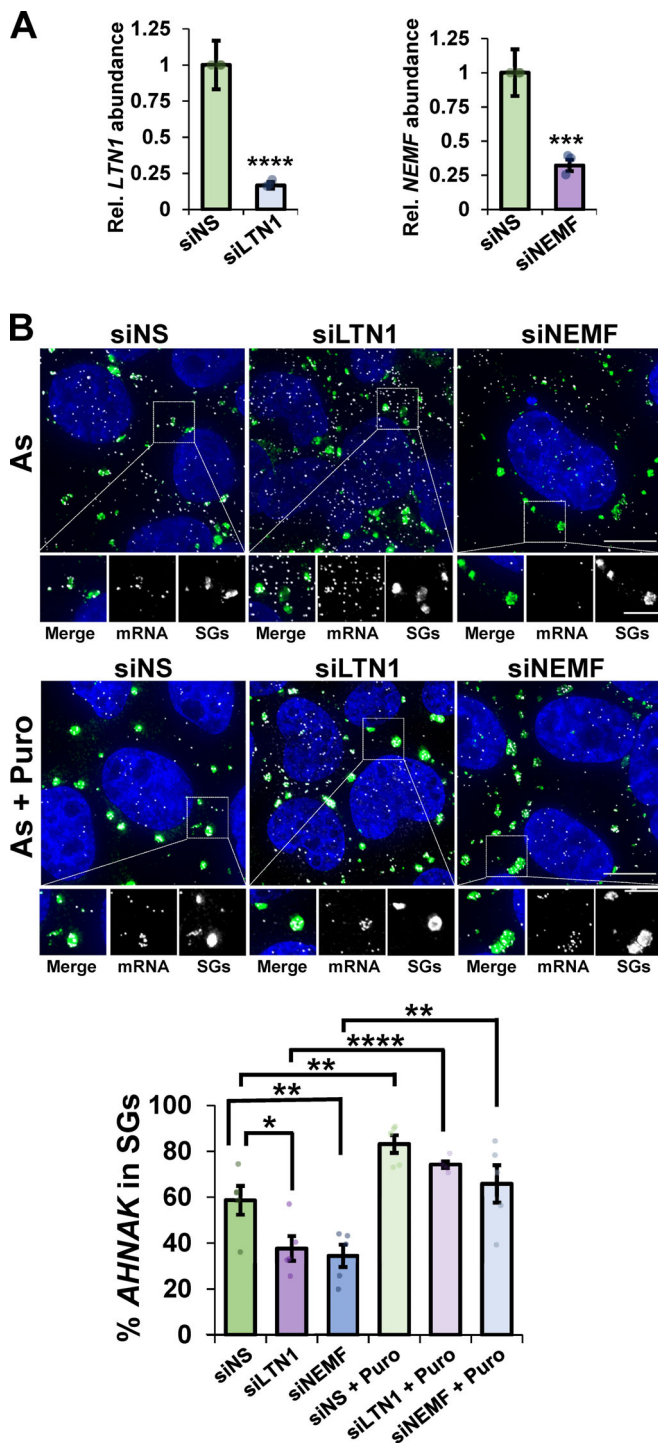 A
Rel. LTN1 abundance
1.25
1
0.75
0.5
0.25
0
****
siNS
siLTN1
Rel. NEMF abundance
1.25
1
0.75
0.5
0.25
0
***
siNS
siNEMF
B
siNS siLTN1 siNEMF
As
Merge mRNA SGs Merge mRNA SGs Merge mRNA SGs
siNS siLTN1 siNEMF
As + Puro
Merge mRNA SGs Merge mRNA SGs Merge mRNA SGs
**
****
**
**
*
% AHNAK in SGs
100
80
60
40
20
0
siNS
siLTN1
siNEMF
siNS + Puro
siLTN1 + Puro
siNEMF + Puro